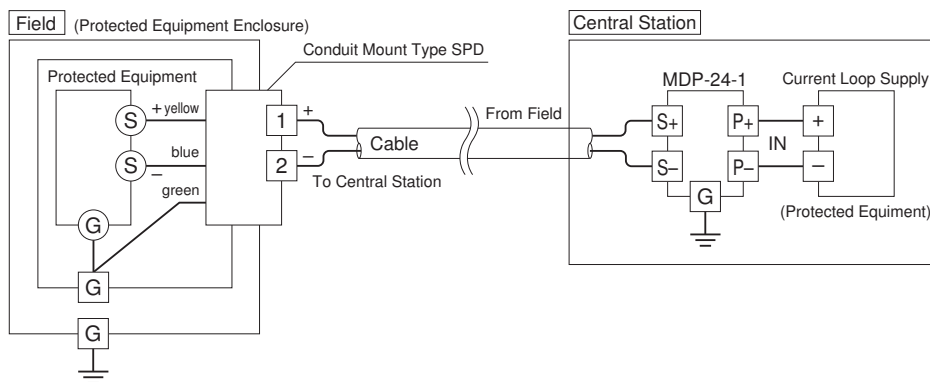 Field (Protected Equipment Enclosure)
Central Station
Conduit Mount Type SPD
Protected Equipment
MDP-24-1
Current Loop Supply
S + yellow
1 +
From Field
S+
P+
+
Cable
IN
S –
blue
2 –
S–
P–
–
To Central Station
green
G
G
(Protected Equiment)
G
G